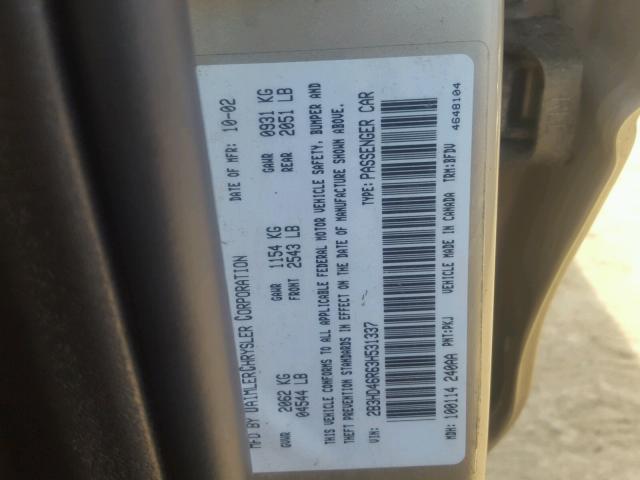 MFD BY DAIMLERCHRYSLER CORPORATION DATE OF MFR: 10-02
GVWR 2062 KG 04544 LB GAWR FRONT 1154 KG 2543 LB GAWR REAR 0931 KG 2051 LB
THIS VEHICLE CONFORMS TO ALL APPLICABLE FEDERAL MOTOR VEHICLE SAFETY, BUMPER AND
THEFT PREVENTION STANDARDS IN EFFECT ON THE DATE OF MANUFACTURE SHOWN ABOVE.
VIN: 2B3HD46R63H531337 TYPE: PASSENGER CAR
MDH: 100114 240AA PNT: PKJ VEHICLE MADE IN CANADA TRM: BFDV
4648104